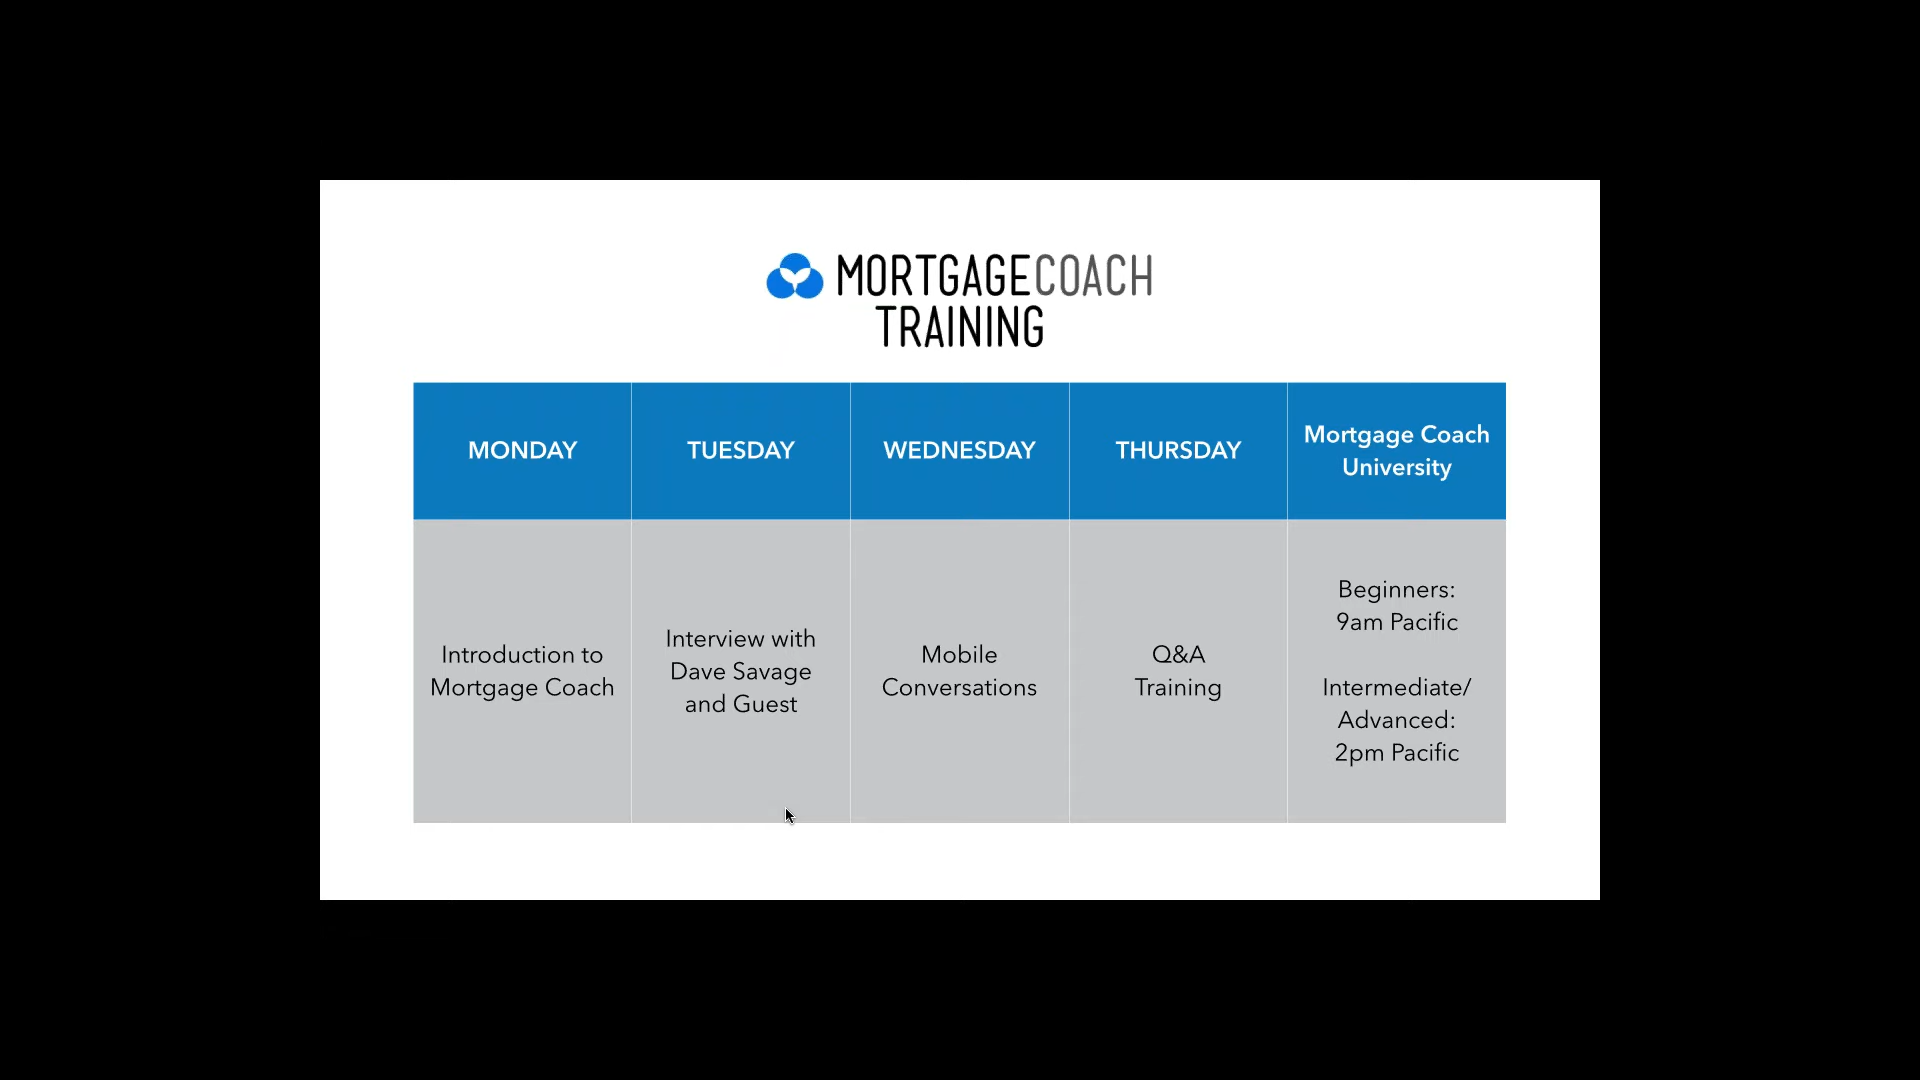 MORTGAGECOACH
TRAINING
MONDAY
TUESDAY
WEDNESDAY
THURSDAY
Mortgage Coach
University
Introduction to
Mortgage Coach
Interview with
Dave Savage
and Guest
Mobile
Conversations
Q&A
Training
Beginners:
9am Pacific
Intermediate/
Advanced:
2pm Pacific